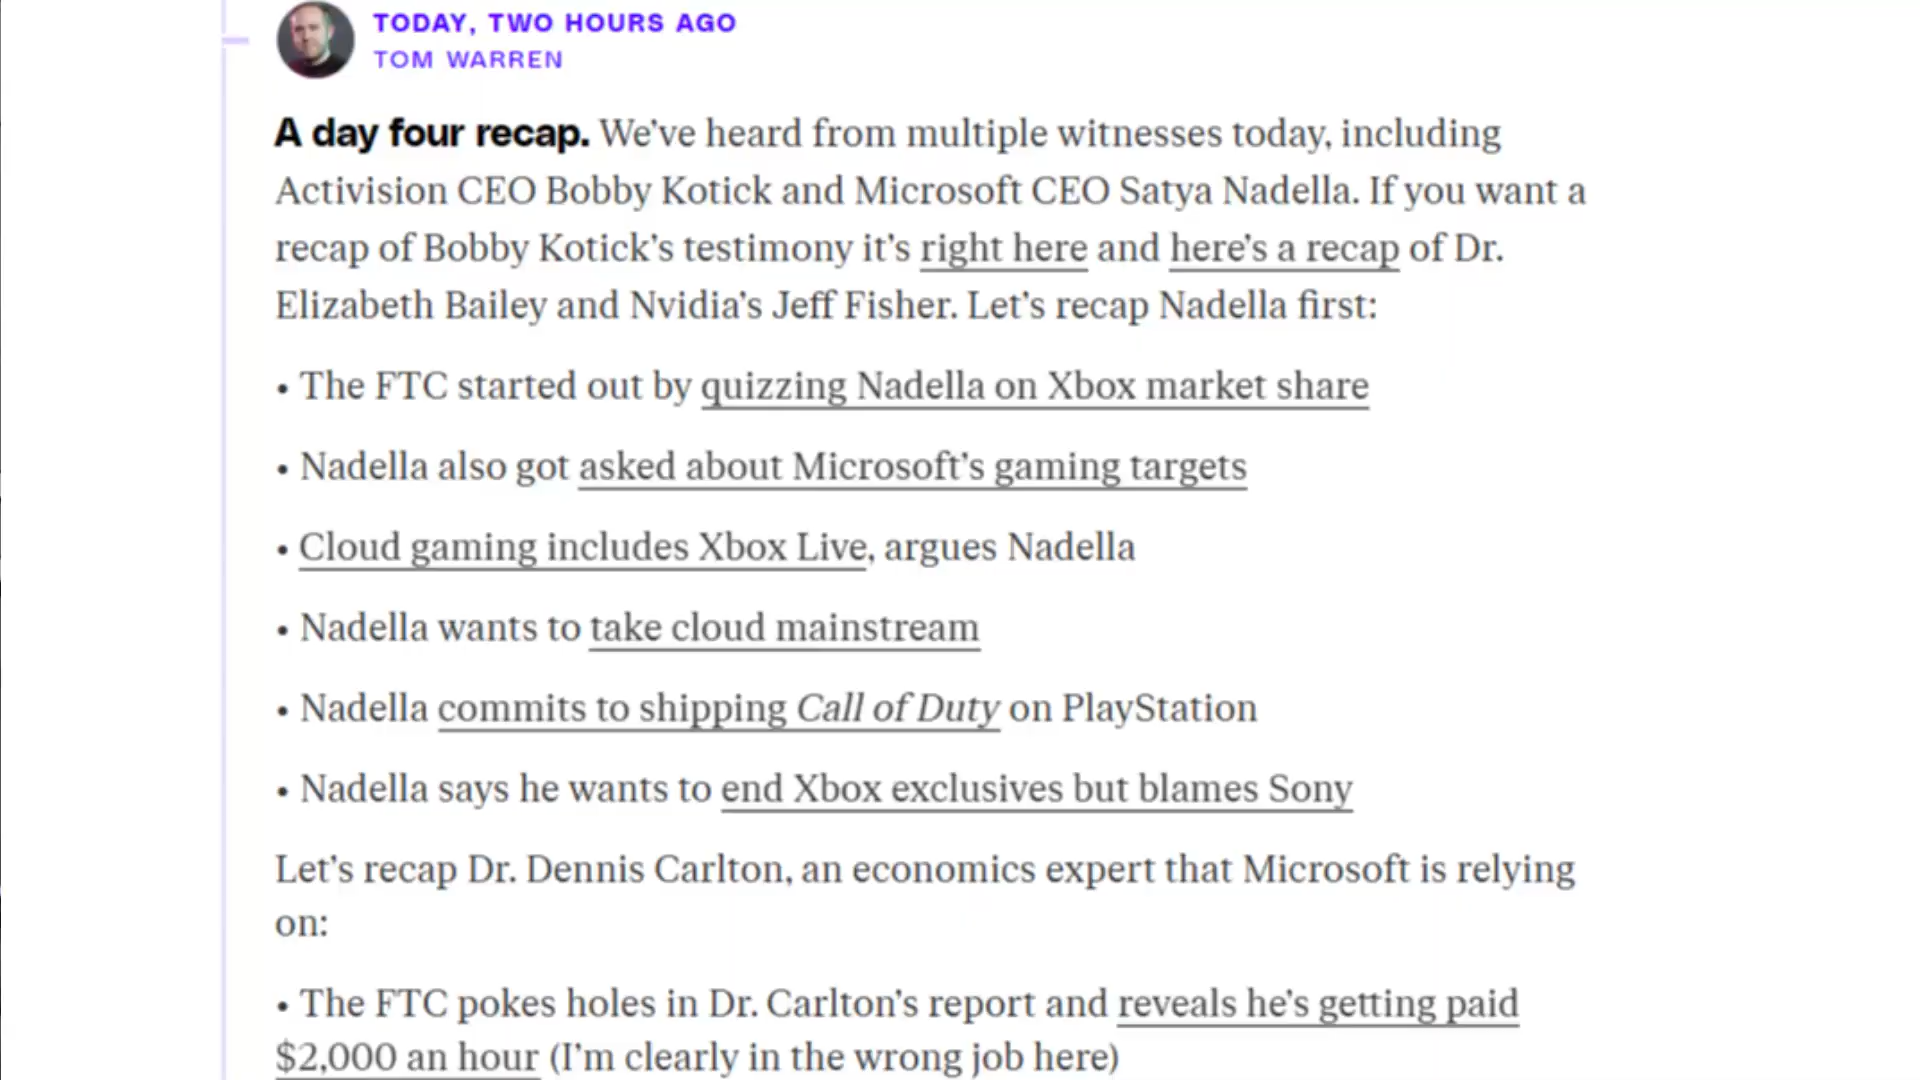 TODAY, TWO HOURS AGO
TOM WARREN
A day four recap. We’ve heard from multiple witnesses today, including
Activision CEO Bobby Kotick and Microsoft CEO Satya Nadella. If you want a
recap of Bobby Kotick’s testimony it’s right here and here’s a recap of Dr.
Elizabeth Bailey and Nvidia’s Jeff Fisher. Let’s recap Nadella first:
• The FTC started out by quizzing Nadella on Xbox market share
• Nadella also got asked about Microsoft’s gaming targets
• Cloud gaming includes Xbox Live, argues Nadella
• Nadella wants to take cloud mainstream
• Nadella commits to shipping Call of Duty on PlayStation
• Nadella says he wants to end Xbox exclusives but blames Sony
Let’s recap Dr. Dennis Carlton, an economics expert that Microsoft is relying
on:
• The FTC pokes holes in Dr. Carlton’s report and reveals he’s getting paid
$2,000 an hour (I’m clearly in the wrong job here)